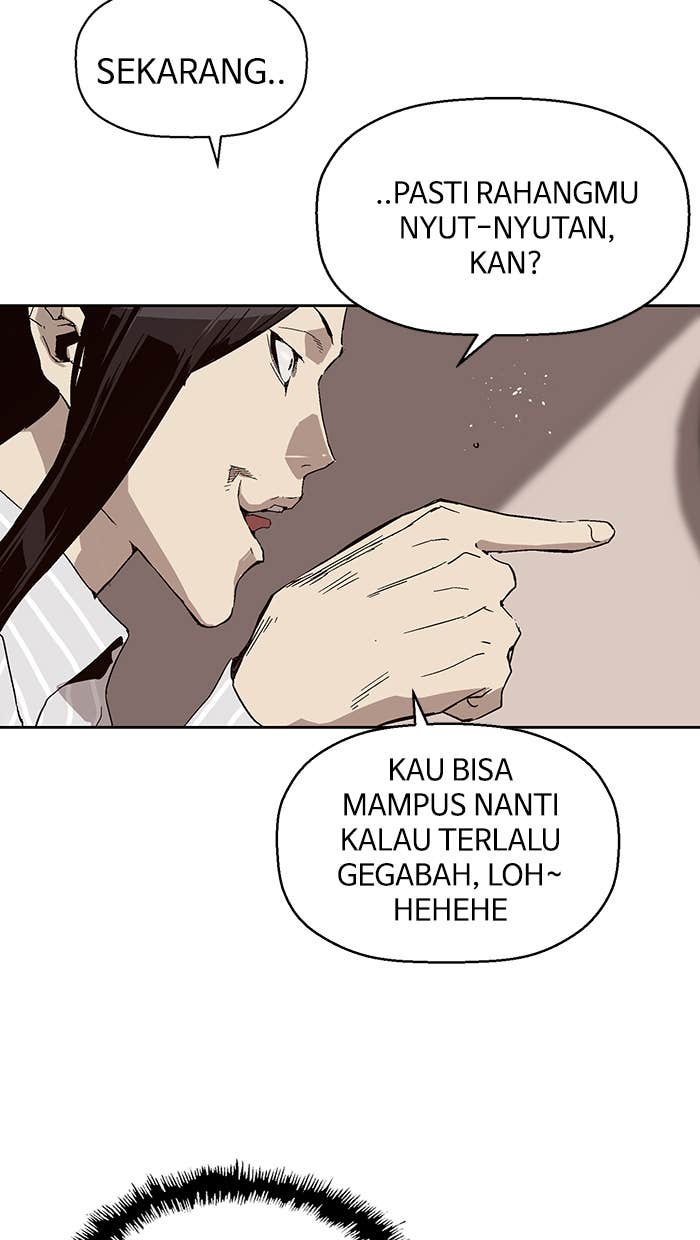 SEKARANG..
..PASTI RAHANGMU
NYUT-NYUTAN,
KAN?
KAU BISA
MAMPUS NANTI
KALAU TERLALU
GEGABAH, LOH~
HEHEHE